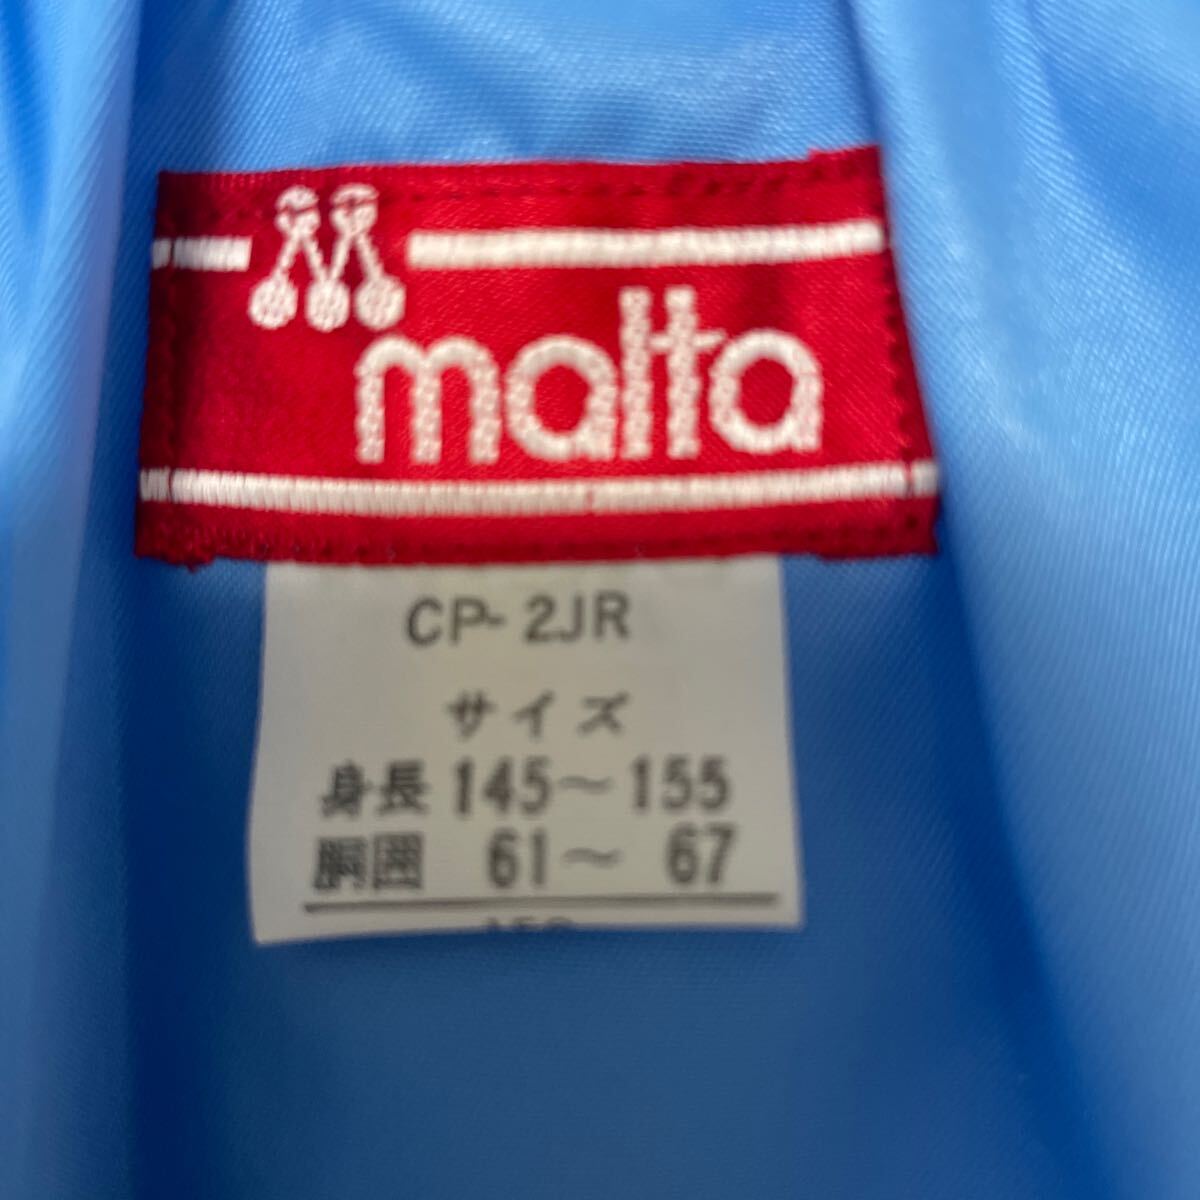 malta
CP-2JR
サイズ
身長 145～155
胴囲 61～ 67